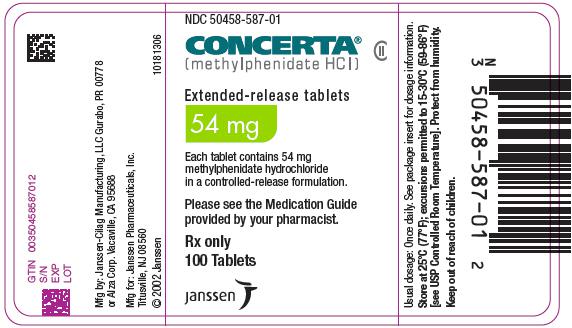 NDC 50458-587-01
CONCERTA®
CII
(methylphenidate HCl)
Extended-release tablets
54 mg
Each tablet contains 54 mg
methylphenidate hydrochloride
in a controlled-release formulation.
Please see the Medication Guide
provided by your pharmacist.
Rx only
100 Tablets
janssen
10181306
Mfg by: Janssen-Cilag Manufacturing, LLC Gurabo, PR 00778
or Alza Corp. Vacaville, CA 95688
Mfg for: Janssen Pharmaceuticals, Inc.
Titusville, NJ 08560
© 2002 Janssen
GTIN 00350458587012
S/N
EXP
LOT
Usual dosage: Once daily. See package insert for dosage information.
Store at 25°C (77°F); excursions permitted to 15-30°C (59-86°F)
[see USP Controlled Room Temperature]. Protect from humidity.
Keep out of reach of children.
N
3 50458-587-01 2